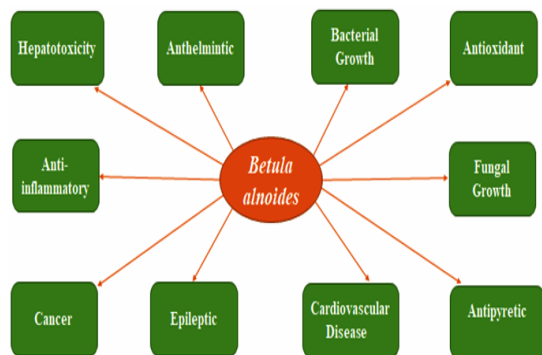 Hepatotoxicity
Anthelmintic
Bacterial
Growth
Antioxidant
Anti-
inflammatory
Betula
alnoides
Fungal
Growth
Cancer
Epileptic
Cardiovascular
Disease
Antipyretic